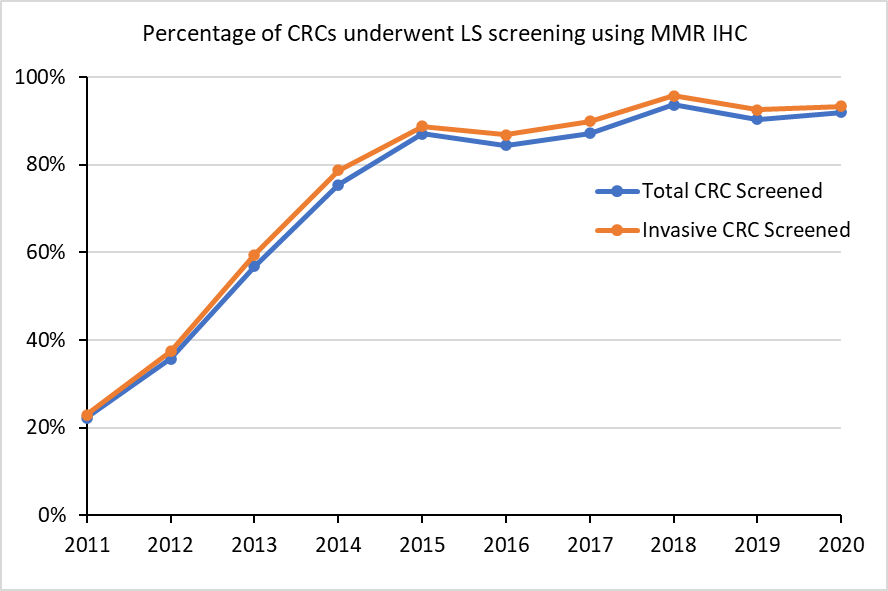 Percentage of CRCs underwent LS screening using MMR IHC
100%
80%
60%
40%
20%
0%
Total CRC Screened
Invasive CRC Screened
2011 2012 2013 2014 2015 2016 2017 2018 2019 2020